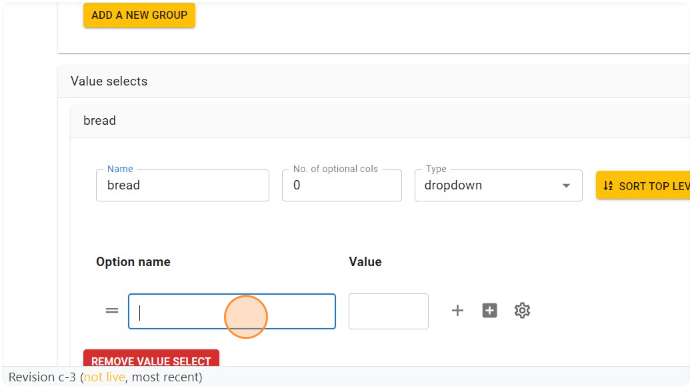 ADD A NEW GROUP
Value selects
bread
Name
No. of optional cols
Type
bread
0
dropdown
SORT TOP LEV
Option name
Value
REMOVE VALUE SELECT
Revision c-3 (not live, most recent)